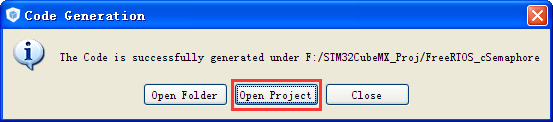 Code Generation
The Code is successfully generated under F:/STM32CubeMX_Proj/FreeRTOS_cSemaphore
Open Folder Open Project Close